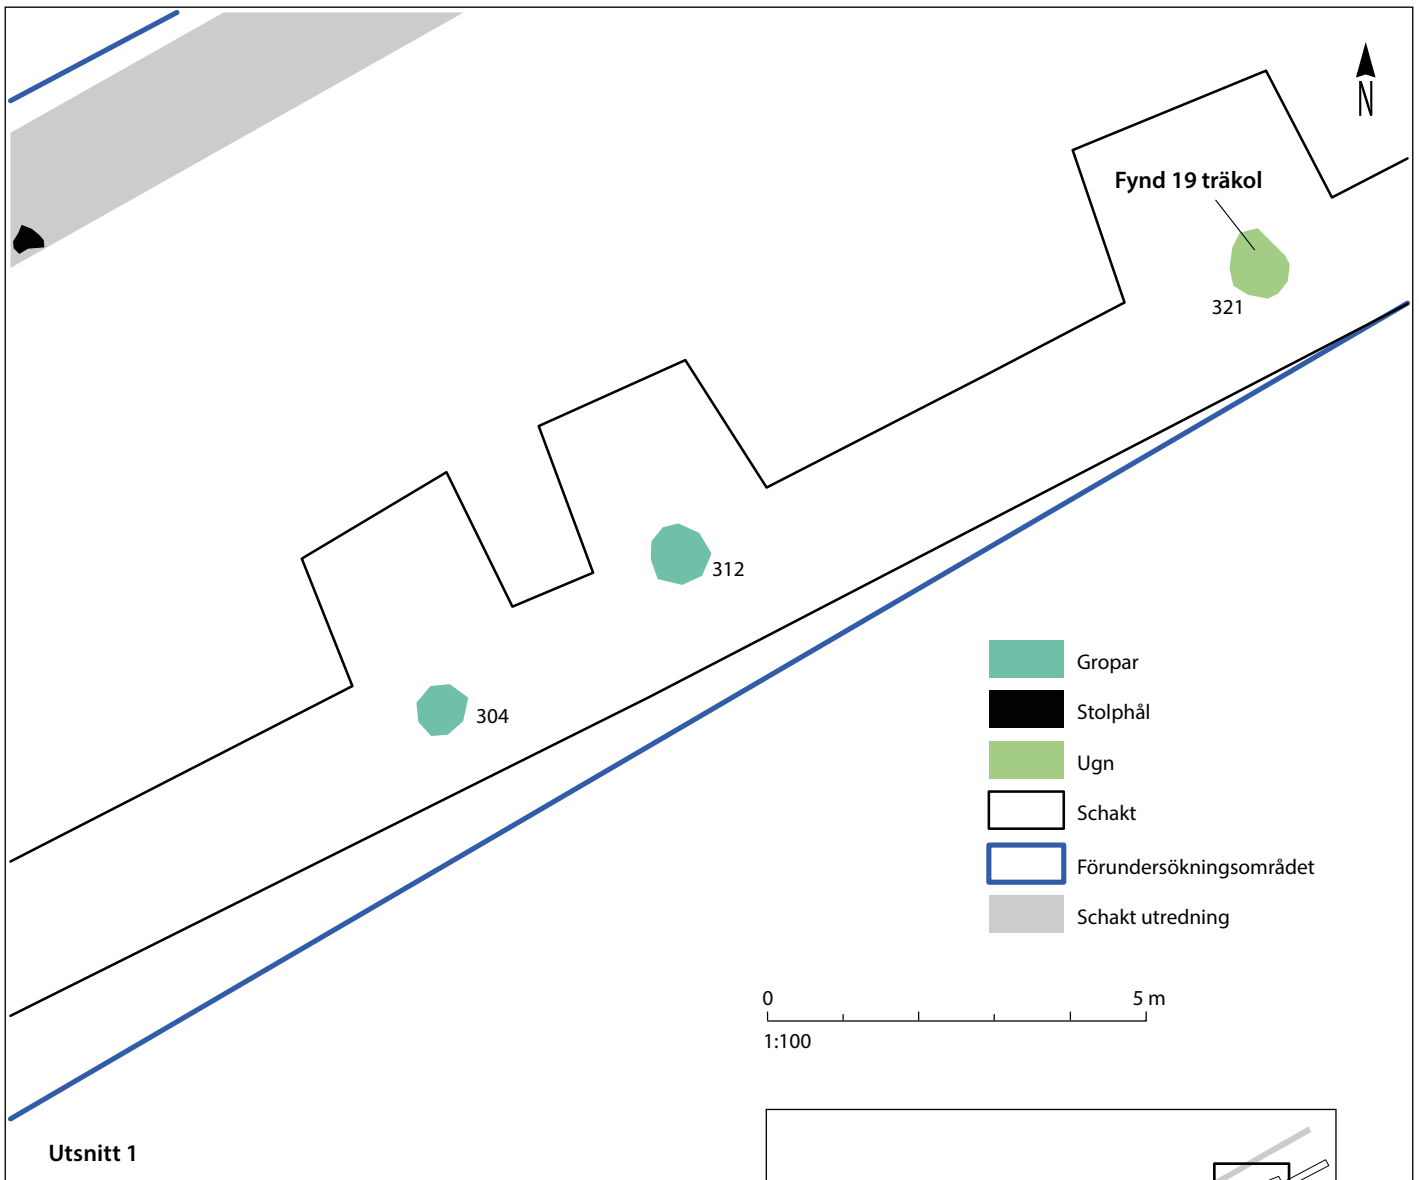 N
Fynd 19 träkol
321
312
304
Gropar
Stolphål
Ugn
Schakt
Förundersökningsområdet
Schakt utredning
0 5 m
1:100
Utsnitt 1